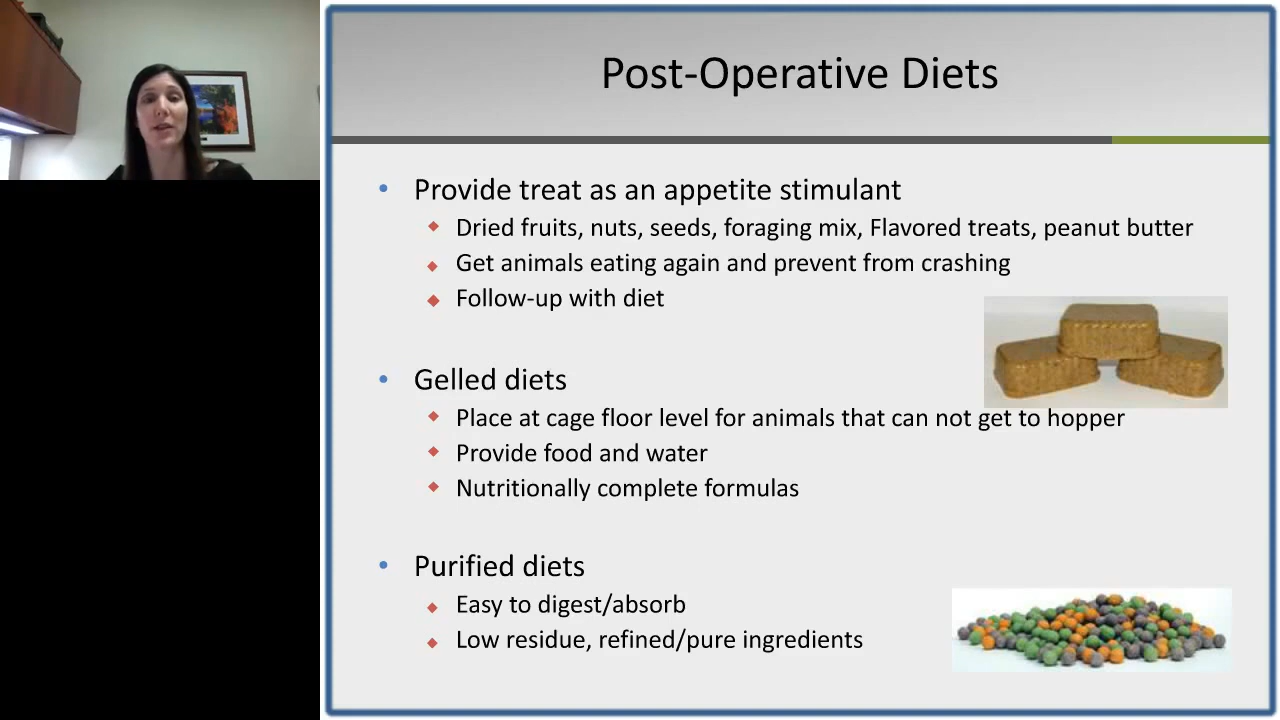 Post-Operative Diets
• Provide treat as an appetite stimulant
Dried fruits, nuts, seeds, foraging mix, Flavored treats, peanut butter
Get animals eating again and prevent from crashing
Follow-up with diet
• Gelled diets
Place at cage floor level for animals that can not get to hopper
Provide food and water
Nutritionally complete formulas
• Purified diets
Easy to digest/absorb
Low residue, refined/pure ingredients